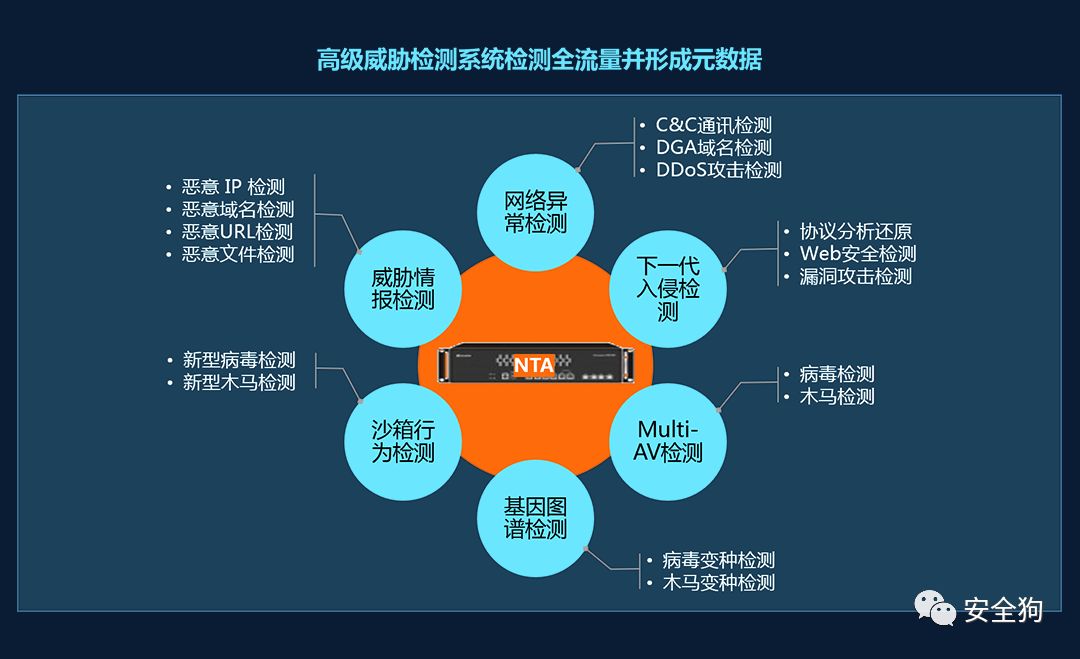 高级威胁检测系统检测全流量并形成元数据
C&C通讯检测
DGA域名检测
DDoS攻击检测
网络异
常检测
恶意 IP 检测
恶意域名检测
恶意URL检测
恶意文件检测
威胁情
报检测
协议分析还原
Web安全检测
漏洞攻击检测
下一代
入侵检
测
NTA
新型病毒检测
新型木马检测
沙箱行
为检测
病毒检测
木马检测
Multi-
AV检测
基因图
谱检测
病毒变种检测
木马变种检测
安全狗